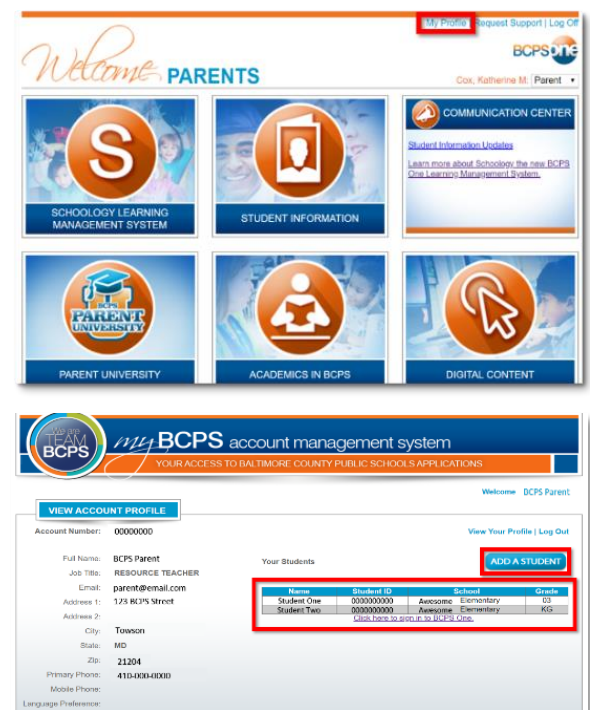 My Profile | Request Support | Log Off
Welcome PARENTS
BCPSone
Cox, Katherine M: Parent
S
COMMUNICATION CENTER
Student Information Updates
Learn more about Schoology the new BCPS
One Learning Management System.
SCHOOLOGY LEARNING
MANAGEMENT SYSTEM
STUDENT INFORMATION
BCPS
PARENT
UNIVERSITY
PARENT UNIVERSITY
ACADEMICS IN BCPS
DIGITAL CONTENT
We are
TEAM
BCPS
myBCPS account management system
YOUR ACCESS TO BALTIMORE COUNTY PUBLIC SCHOOLS APPLICATIONS
Welcome BCPS Parent
VIEW ACCOUNT PROFILE
Account Number: 00000000
View Your Profile | Log Out
Full Name: BCPS Parent
Your Students
ADD A STUDENT
Job Title: RESOURCE TEACHER
Email: parent@email.com
Address 1: 123 BCPS Street
Address 2:
City: Towson
State: MD
Zip: 21204
Primary Phone: 410-000-0000
Mobile Phone:
Language Preference:
Name Student ID School Grade
Student One 0000000000 Awesome Elementary 03
Student Two 0000000000 Awesome Elementary KG
Click here to sign in to BCPS One.